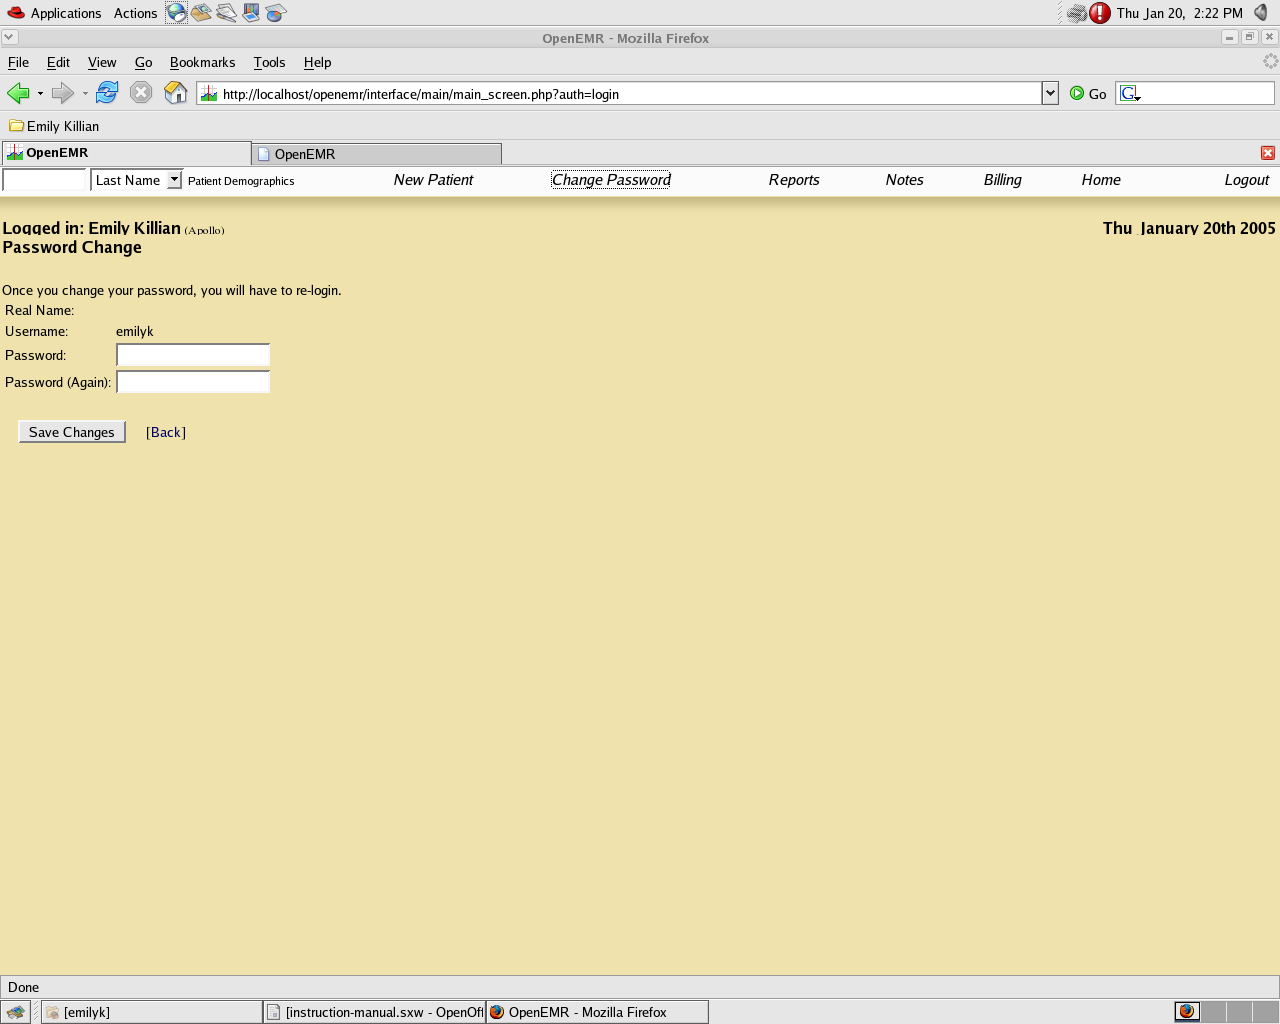 Applications Actions Thu Jan 20, 2:22 PM
OpenEMR - Mozilla Firefox
File Edit View Go Bookmarks Tools Help
http://localhost/openemr/interface/main/main_screen.php?auth=login Go G
Emily Killian
OpenEMR OpenEMR
Last Name Patient Demographics New Patient Change Password Reports Notes Billing Home Logout
Logged in: Emily Killian (Apollo) Thu January 20th 2005
Password Change
Once you change your password, you will have to re-login.
Real Name:
Username: emilyk
Password:
Password (Again):
Save Changes [Back]
Done
[emilyk] [instruction-manual.sxw - OpenOff OpenEMR - Mozilla Firefox